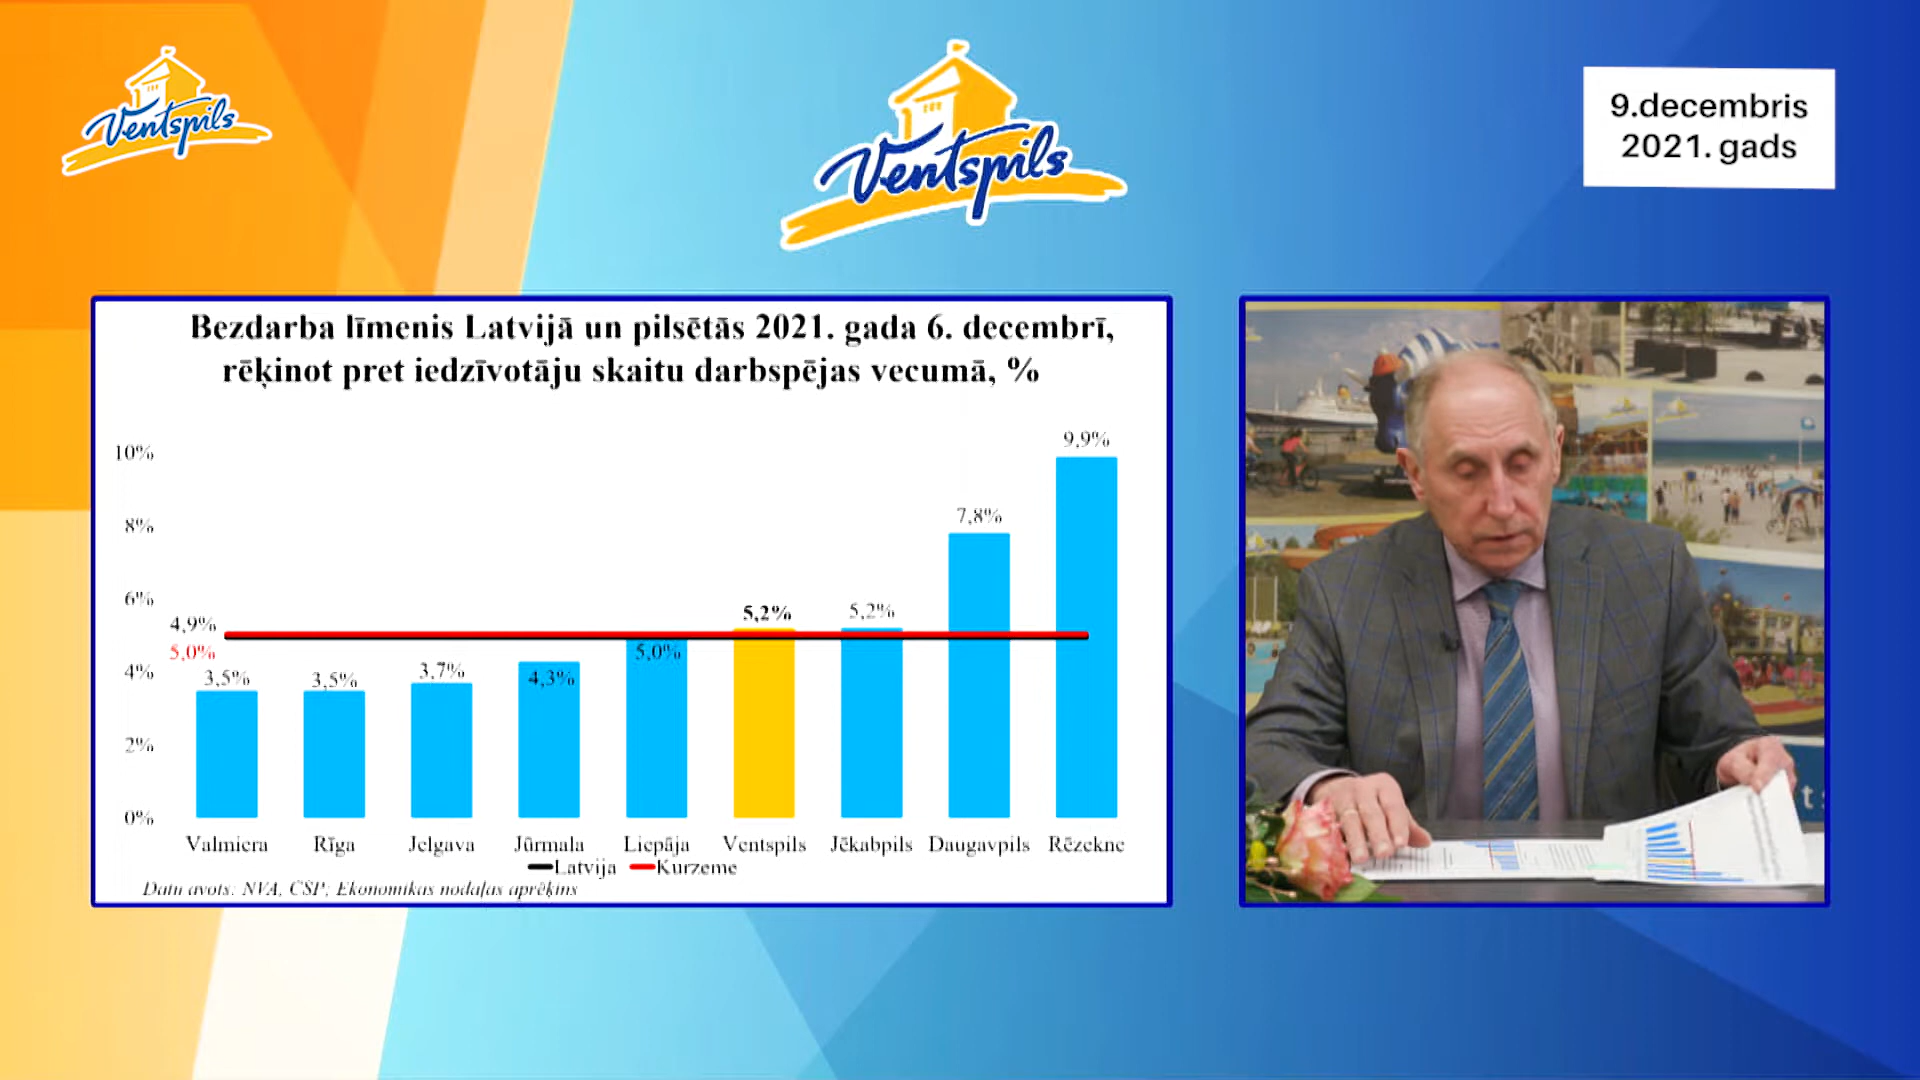 Ventspils
Ventspils
9.decembris
2021. gads
Bezdarba līmenis Latvijā un pilsētās 2021. gada 6. decembrī,
rēķinot pret iedzīvotāju skaitu darbspējas vecumā, %
10%
8%
6%
4%
2%
0%
4,9%
5,0%
3,5%
3,5%
3,7%
4,3%
5,0%
5,2%
5,2%
7,8%
9,9%
Valmiera Rīga Jelgava Jūrmala Liepāja Ventspils Jēkabpils Daugavpils Rēzekne
Latvija Kurzeme
Datu avots: NVA, CSP; Ekonomikas nodaļas aprēķins